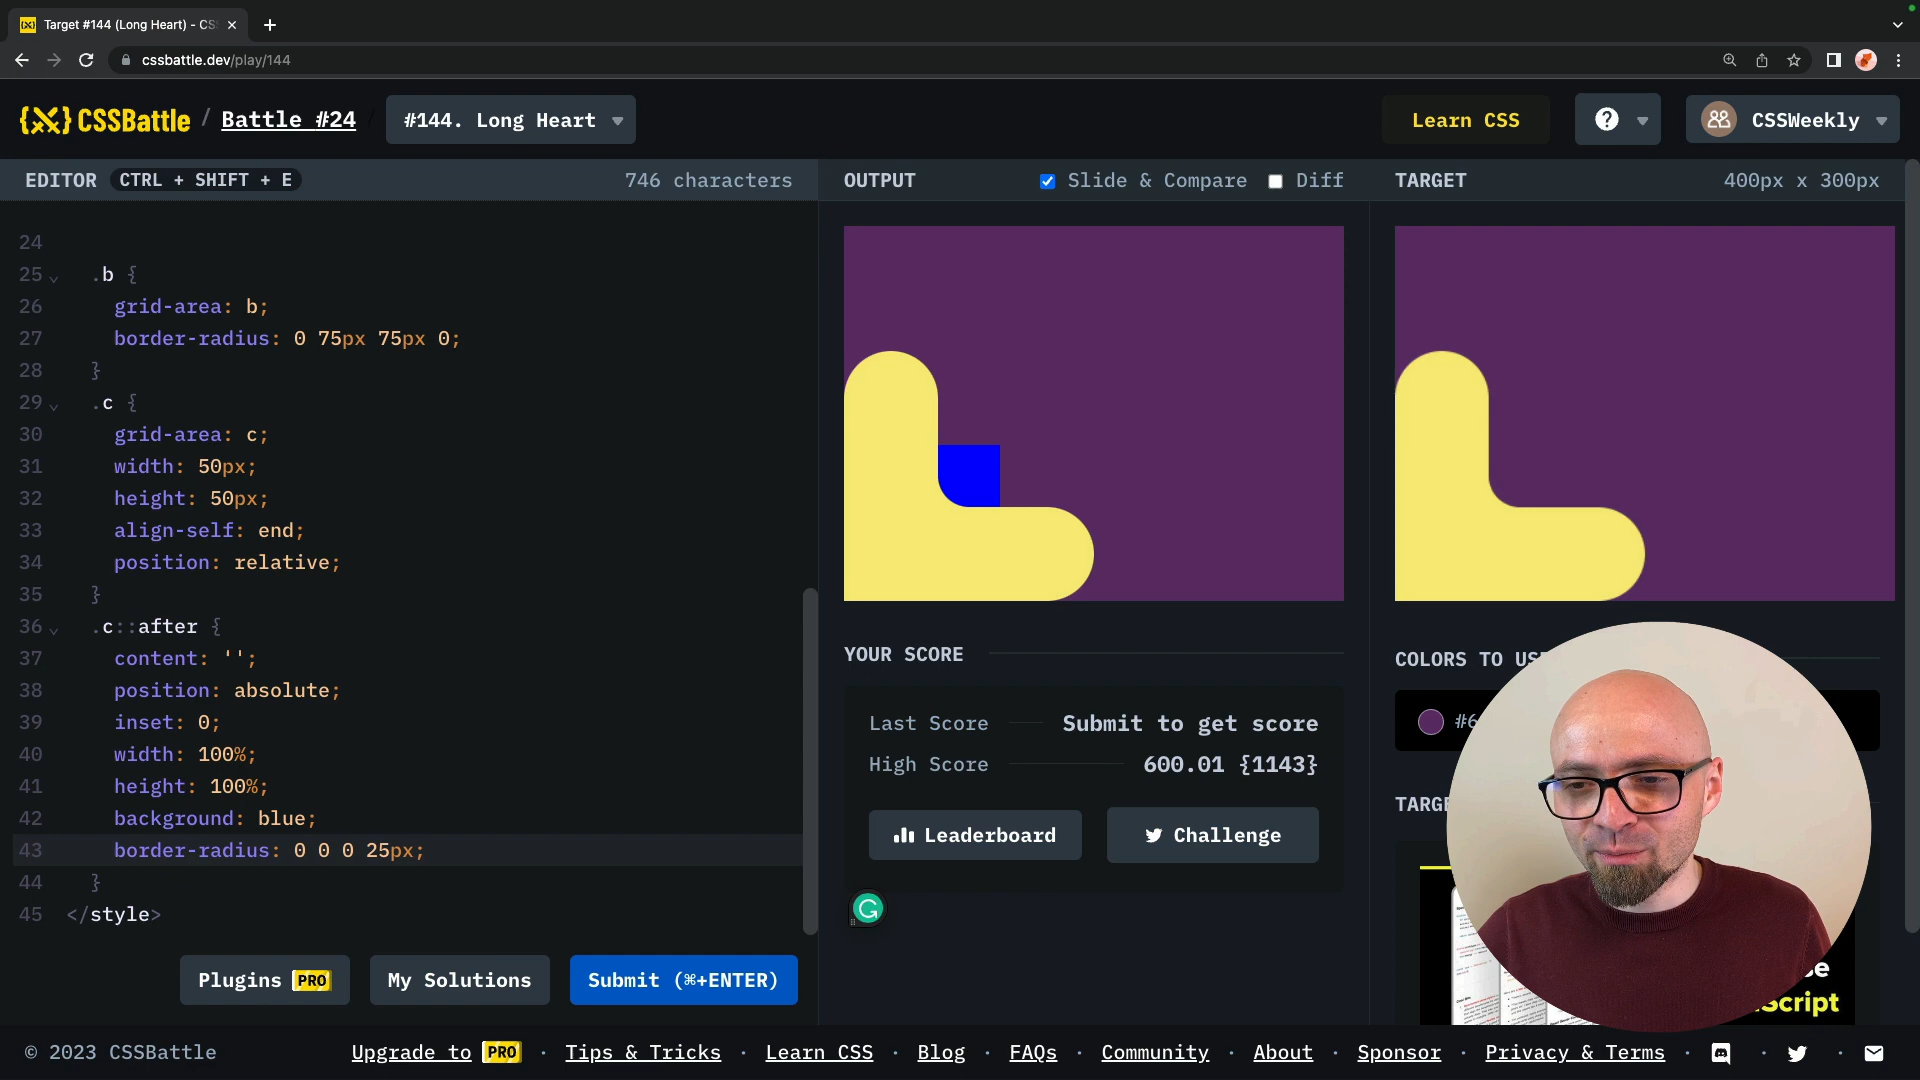 Target #144 (Long Heart) - CS
cssbattle.dev/play/144
CSSBattle / Battle #24 / #144. Long Heart
Learn CSS
?
CSSWeekly
EDITOR CTRL + SHIFT + E 746 characters
OUTPUT Slide & Compare Diff
TARGET 400px x 300px
24
25 .b {
26 grid-area: b;
27 border-radius: 0 75px 75px 0;
28 }
29 .c {
30 grid-area: c;
31 width: 50px;
32 height: 50px;
33 align-self: end;
34 position: relative;
35 }
36 .c::after {
37 content: '';
38 position: absolute;
39 inset: 0;
40 width: 100%;
41 height: 100%;
42 background: blue;
43 border-radius: 0 0 0 25px;
44 }
45 </style>
Plugins PRO
My Solutions
Submit (⌘+ENTER)
YOUR SCORE
Last Score Submit to get score
High Score 600.01 {1143}
Leaderboard
Challenge
COLORS TO US
#6
TARGE
Script
© 2023 CSSBattle
Upgrade to PRO · Tips & Tricks · Learn CSS · Blog · FAQs · Community · About · Sponsor · Privacy & Terms